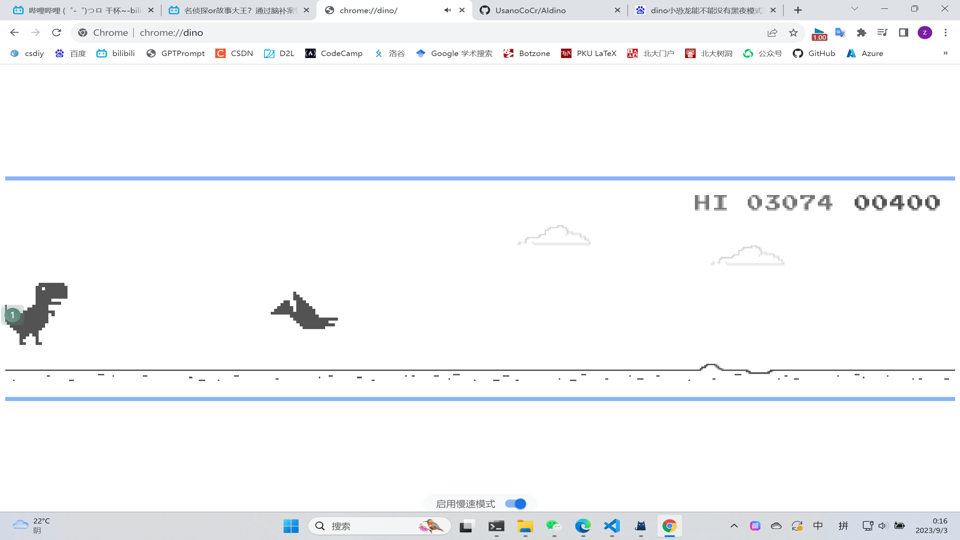 哔哩哔哩 (゜-゜)つロ 干杯~-bili
名侦探or故事大王？通过脑补案
chrome://dino/
UsanoCoCr/AIdino
dino小恐龙能不能没有黑夜模式
Chrome | chrome://dino
1.00
z
csdiy
百度
bilibili
GPTPrompt
CSDN
D2L
CodeCamp
洛谷
Google 学术搜索
Botzone
PKU LaTeX
北大门户
北大树洞
公众号
GitHub
Azure
»
HI 03074 00400
1
启用慢速模式
22°C
阴
搜索
中
拼
0:16
2023/9/3